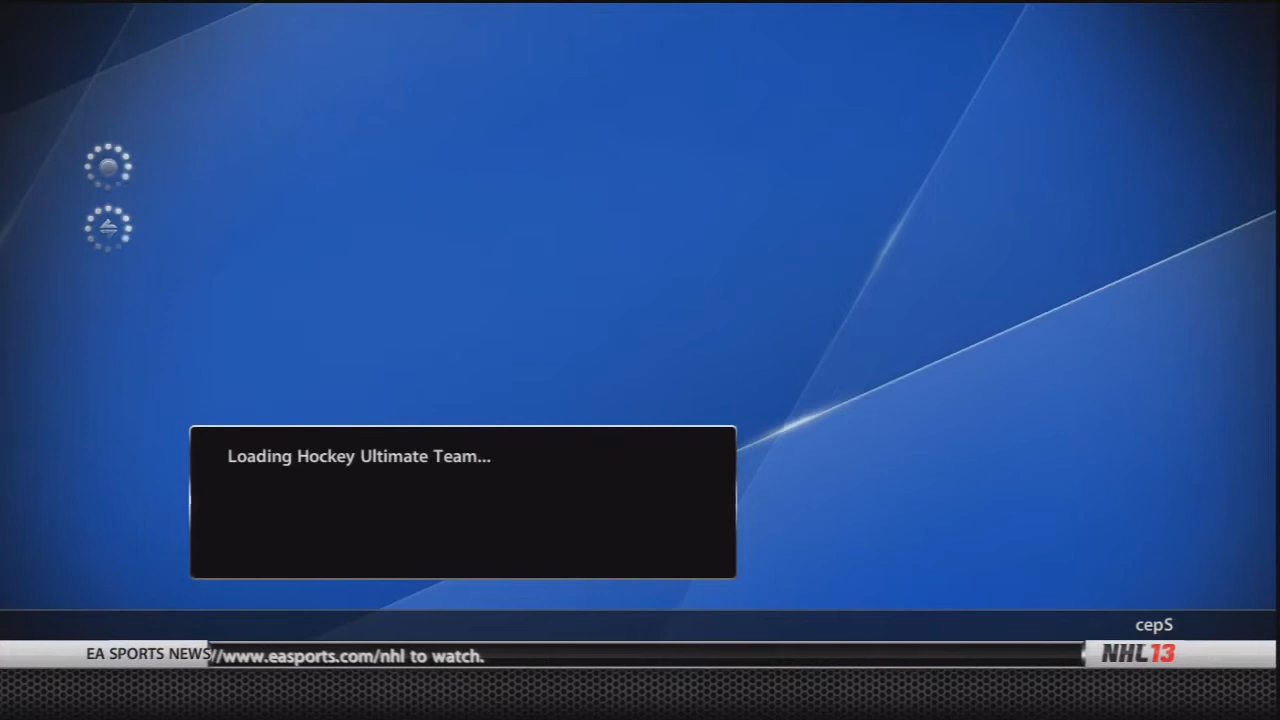 Loading Hockey Ultimate Team...
cepS
EA SPORTS NEWS
//www.easports.com/nhl to watch.
NHL13